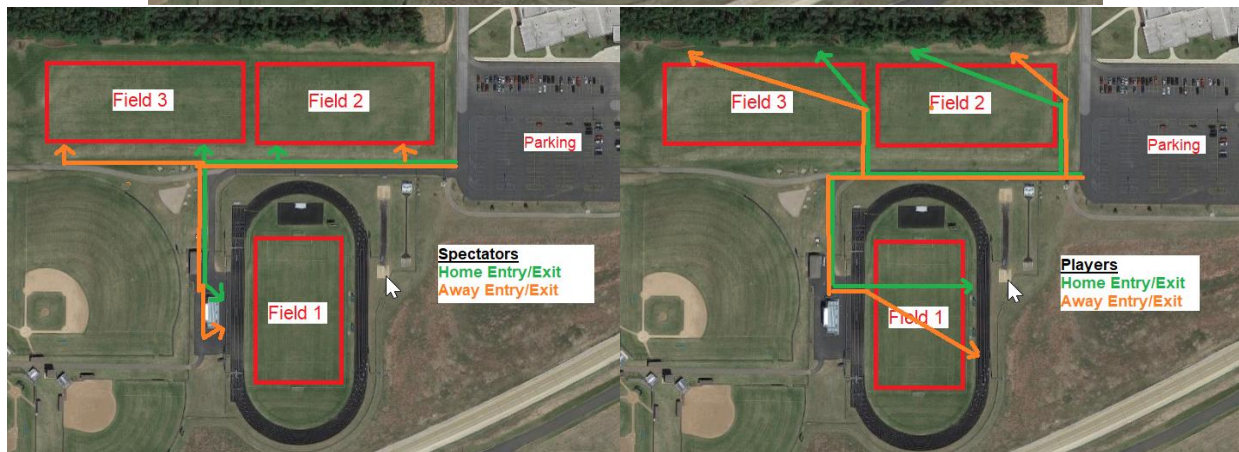 Field 3
Field 2
Parking
Spectators
Home Entry/Exit
Away Entry/Exit
Field 1
Field 3
Field 2
Parking
Players
Home Entry/Exit
Away Entry/Exit
Field 1